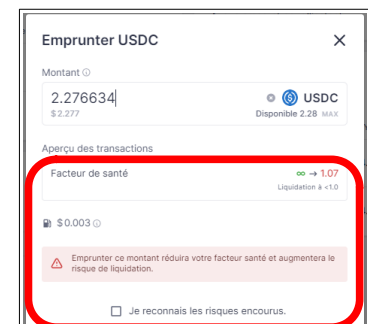 Emprunter USDC
Montant
2.276634 USDC
$2.277 Disponible 2.28 MAX
Aperçu des transactions
Facteur de santé ∞ → 1.07
Liquidation à <1.0
$0.003
Emprunter ce montant réduira votre facteur santé et augmentera le
risque de liquidation.
Je reconnais les risques encourus.